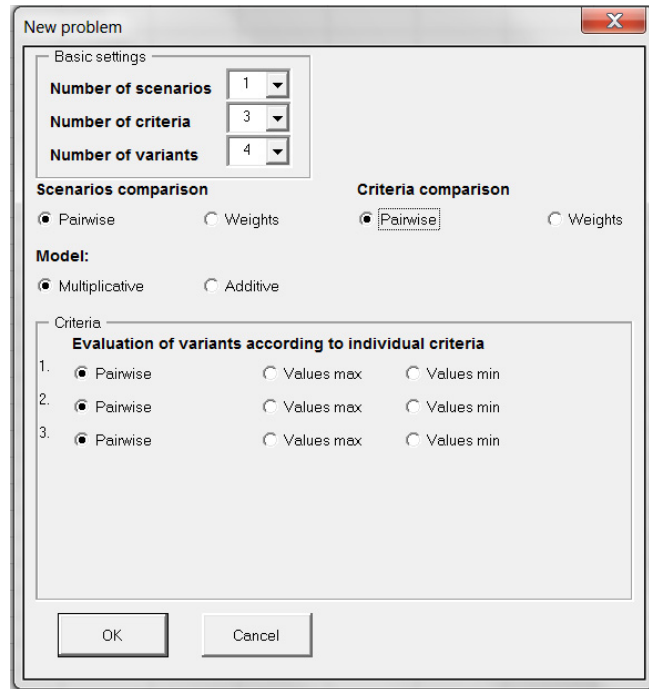 New problem
Basic settings
Number of scenarios 1
Number of criteria 3
Number of variants 4
Scenarios comparison Criteria comparison
Pairwise Weights Pairwise Weights
Model:
Multiplicative Additive
Criteria
Evaluation of variants according to individual criteria
1. Pairwise Values max Values min
2. Pairwise Values max Values min
3. Pairwise Values max Values min
OK Cancel